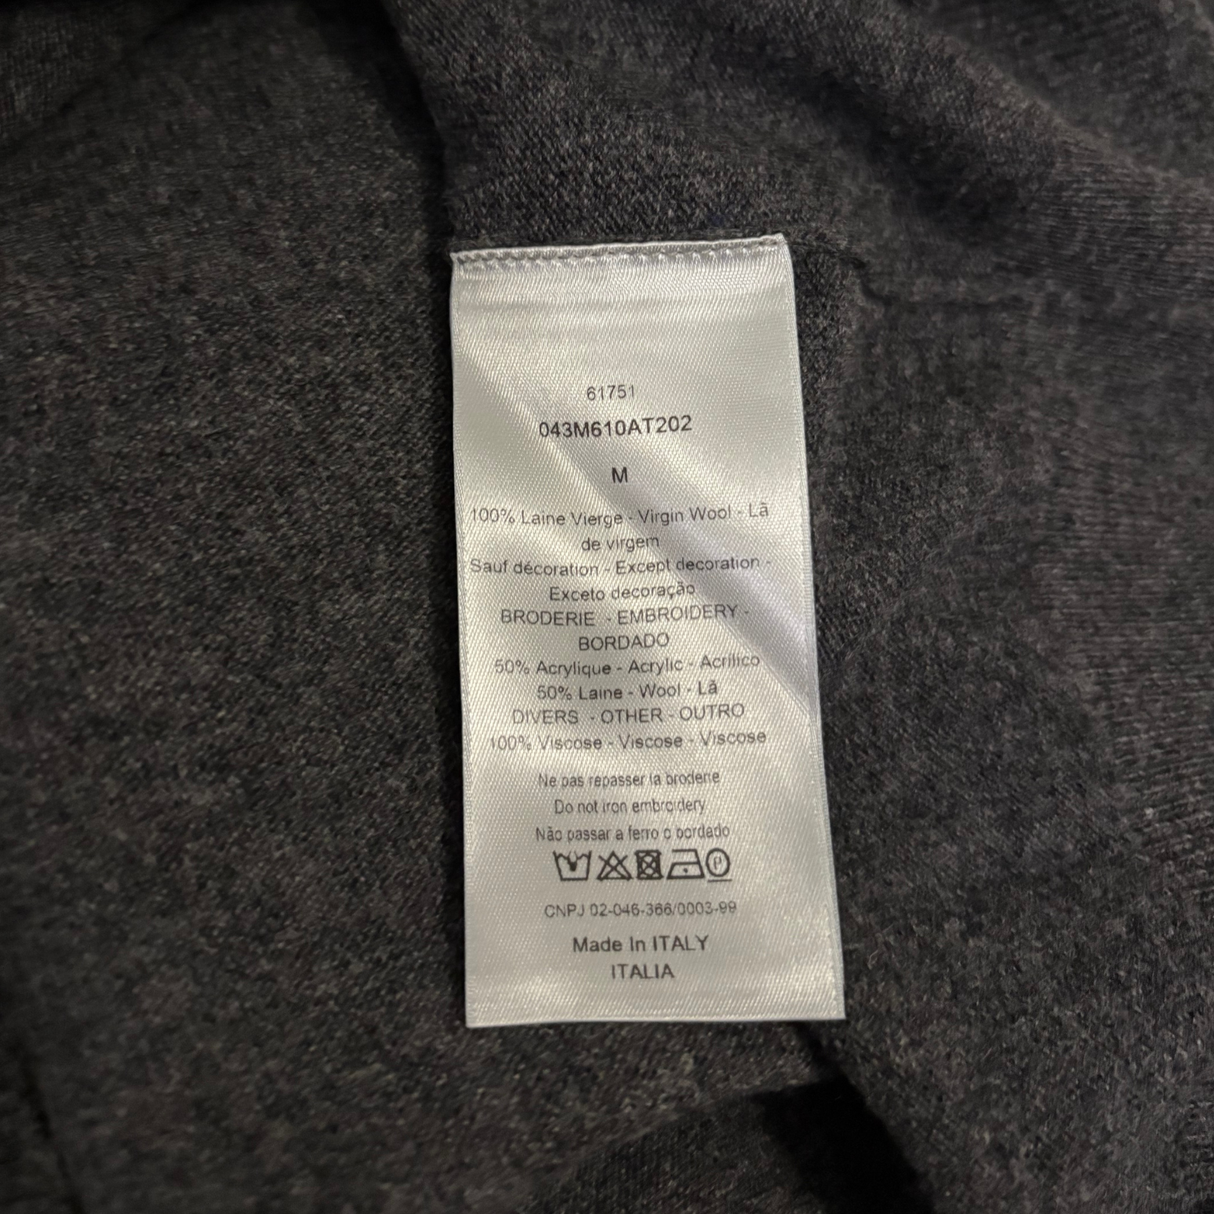 61751
043M610AT202
M
100% Laine Vierge - Virgin Wool - Lã
de virgem
Sauf décoration - Except decoration -
Exceto decoração
BRODERIE - EMBROIDERY -
BORDADO
50% Acrylique - Acrylic - Acrílico
50% Laine - Wool - Lã
DIVERS - OTHER - OUTRO
100% Viscose - Viscose - Viscose
Ne pas repasser la broderie
Do not iron embroidery
Não passar a ferro o bordado
P
CNPJ 02-046-366/0003-99
Made In ITALY
ITALIA